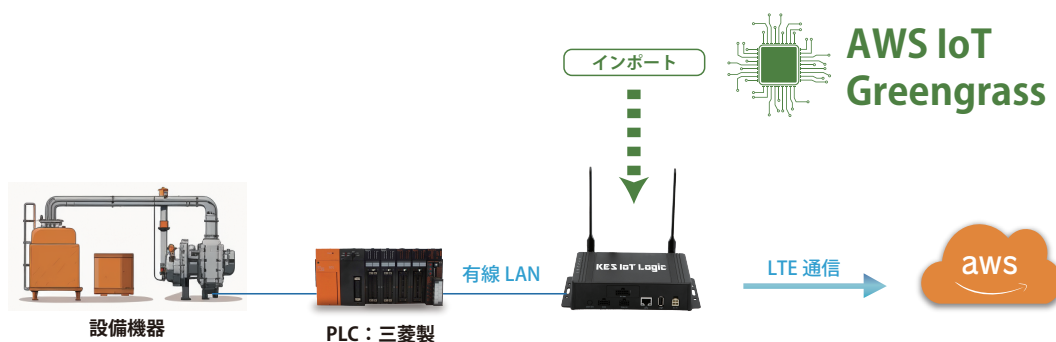 AWS IoT
Greengrass
インポート
KES IoT Logic
有線 LAN
LTE 通信
aws
設備機器
PLC：三菱製